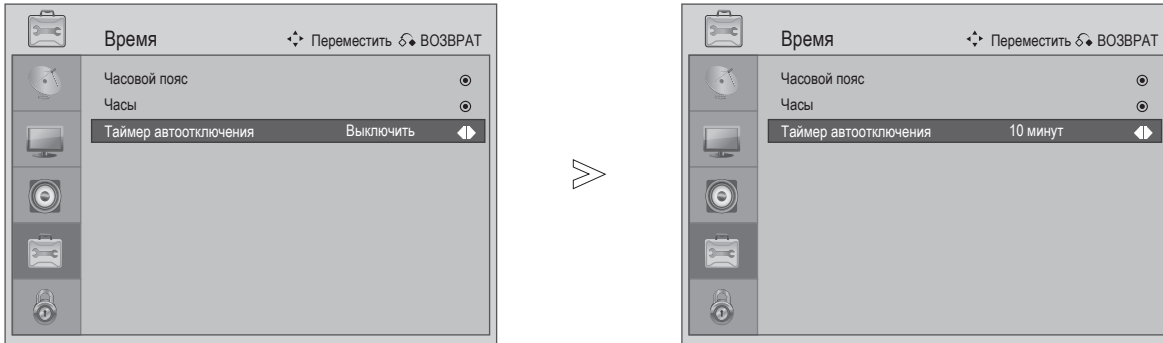 Время Переместить ВОЗВРАТ
Часовой пояс
Часы
Таймер автоотключения Выключить
>
Время Переместить ВОЗВРАТ
Часовой пояс
Часы
Таймер автоотключения 10 минут